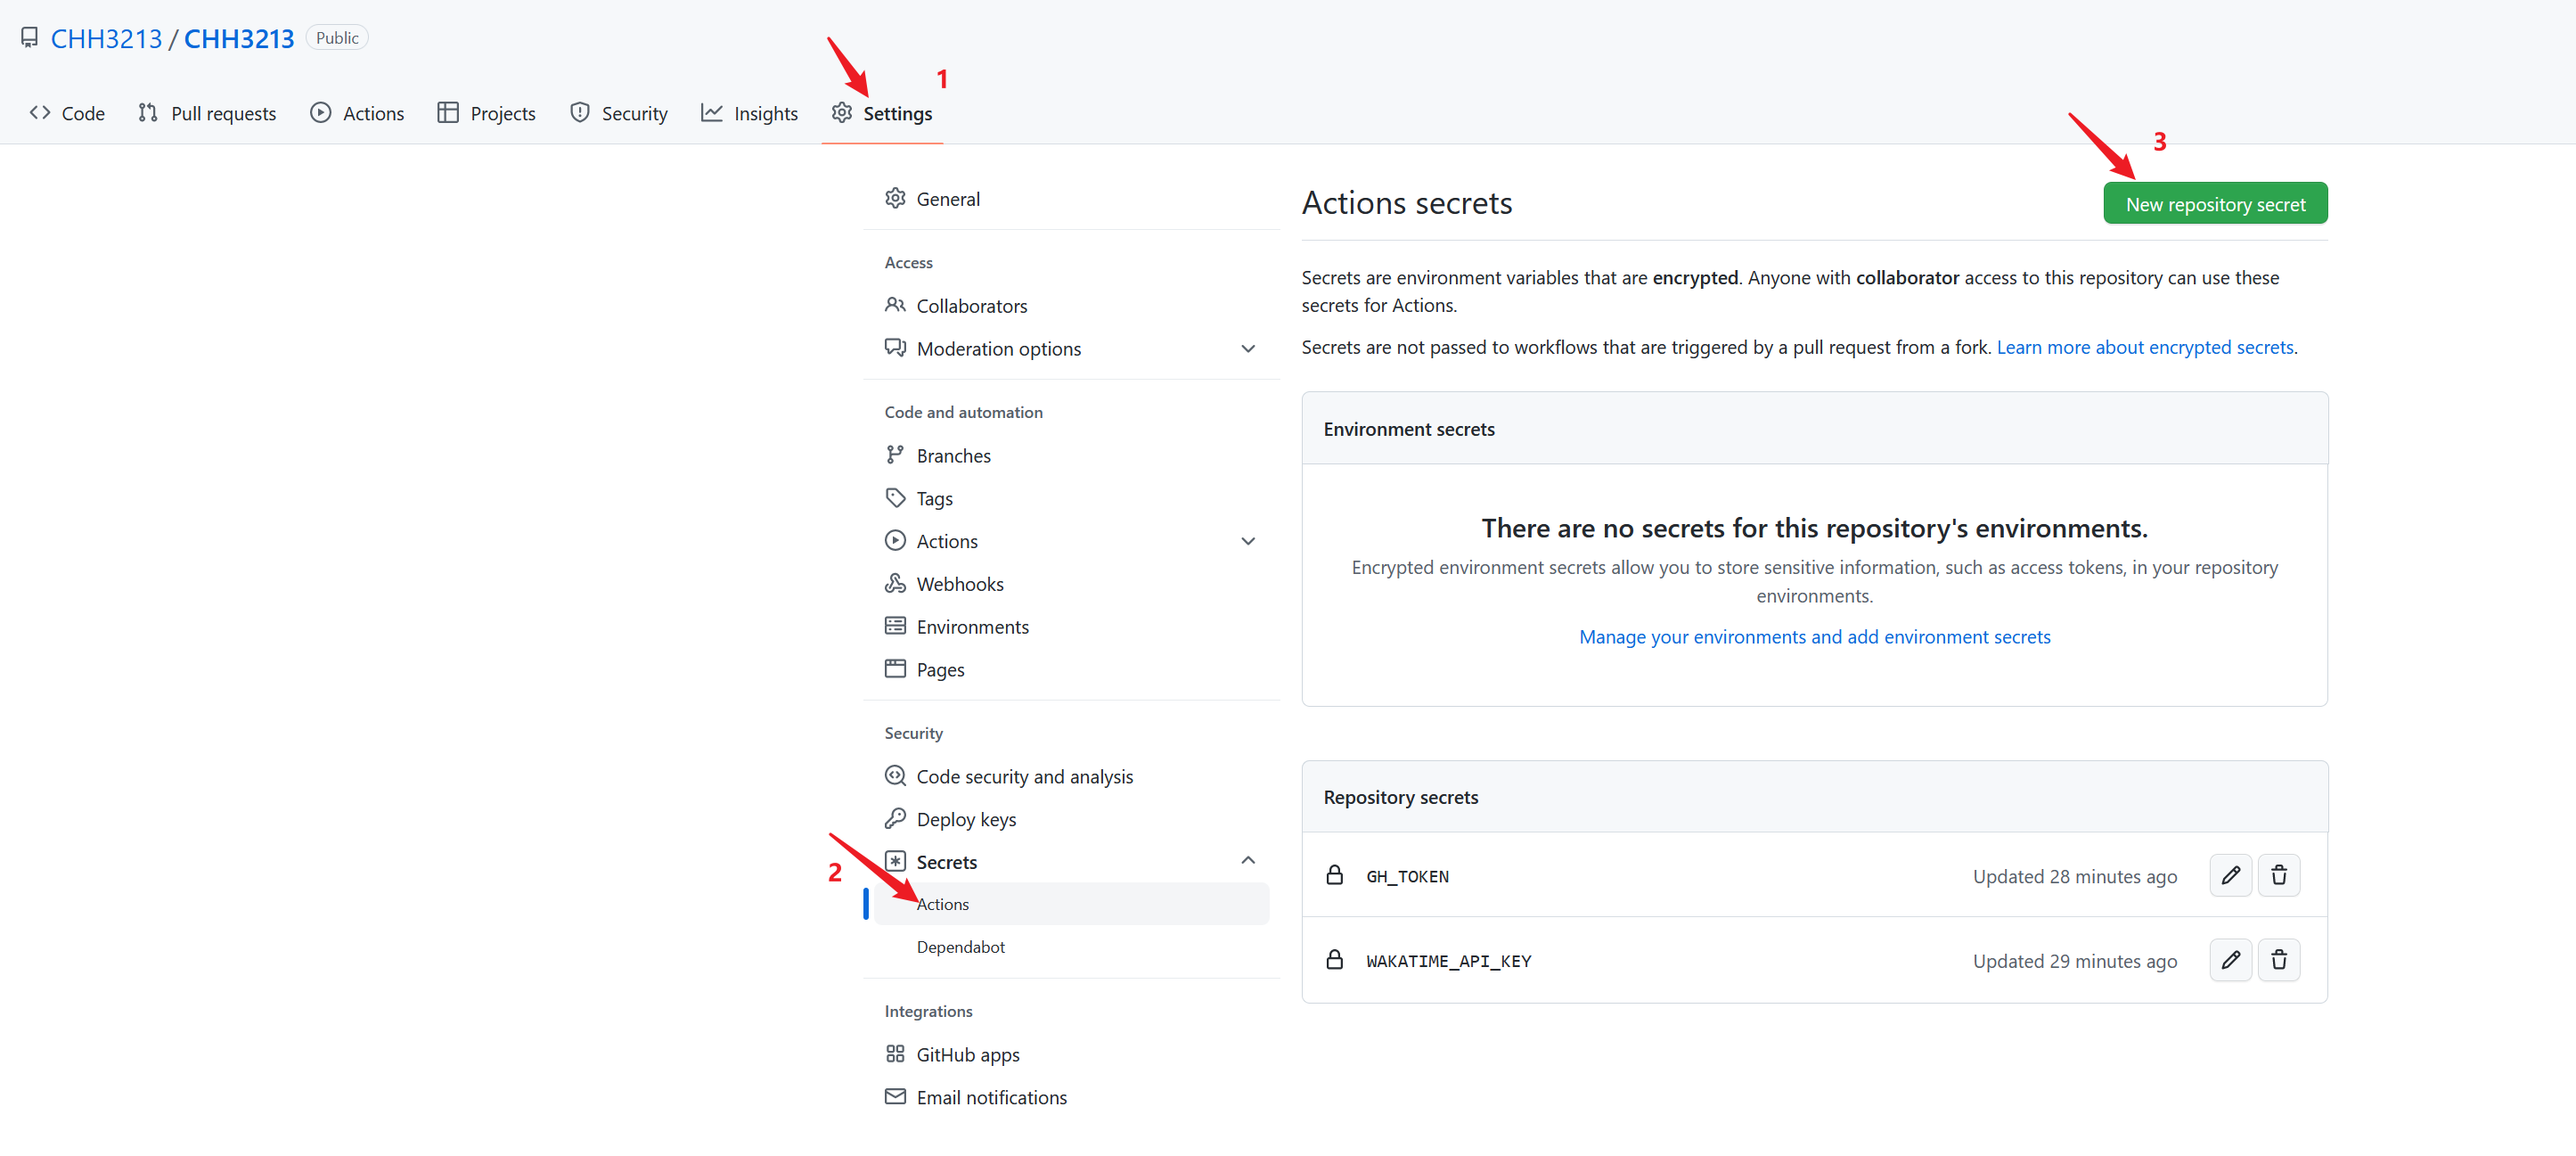 CHH3213 / CHH3213 Public
1
Code Pull requests Actions Projects Security Insights Settings
3
General
Access
Collaborators
Moderation options
Code and automation
Branches
Tags
Actions
Webhooks
Environments
Pages
Security
Code security and analysis
Deploy keys
Secrets
2
Actions
Dependabot
Integrations
GitHub apps
Email notifications
Actions secrets
New repository secret
Secrets are environment variables that are encrypted. Anyone with collaborator access to this repository can use these
secrets for Actions.
Secrets are not passed to workflows that are triggered by a pull request from a fork. Learn more about encrypted secrets.
Environment secrets
There are no secrets for this repository's environments.
Encrypted environment secrets allow you to store sensitive information, such as access tokens, in your repository
environments.
Manage your environments and add environment secrets
Repository secrets
GH_TOKEN Updated 28 minutes ago
WAKATIME_API_KEY Updated 29 minutes ago